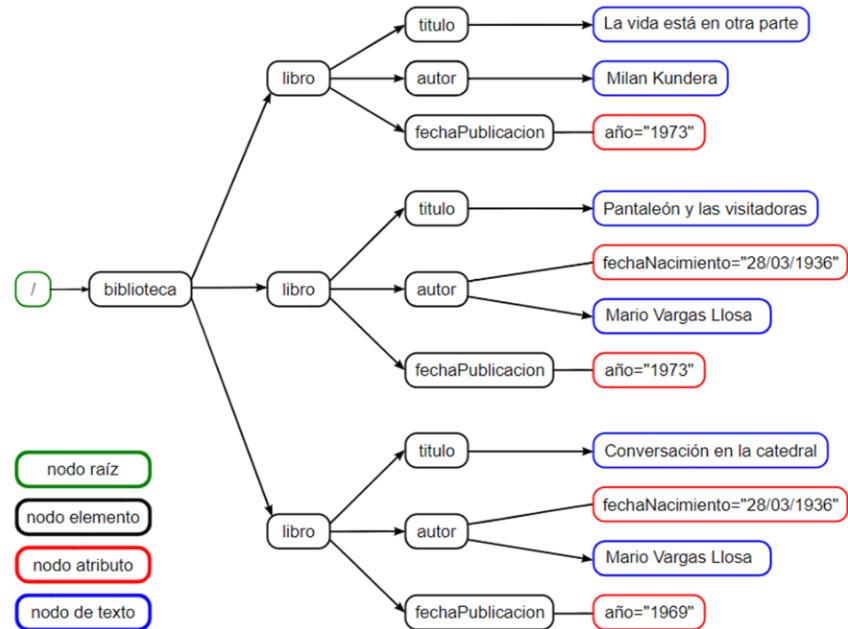 titulo
La vida está en otra parte
libro
autor
Milan Kundera
fechaPublicacion
año="1973"
titulo
Pantaleón y las visitadoras
fechaNacimiento="28/03/1936"
/
biblioteca
libro
autor
Mario Vargas Llosa
fechaPublicacion
año="1973"
titulo
Conversación en la catedral
fechaNacimiento="28/03/1936"
libro
autor
Mario Vargas Llosa
fechaPublicacion
año="1969"
nodo raíz
nodo elemento
nodo atributo
nodo de texto